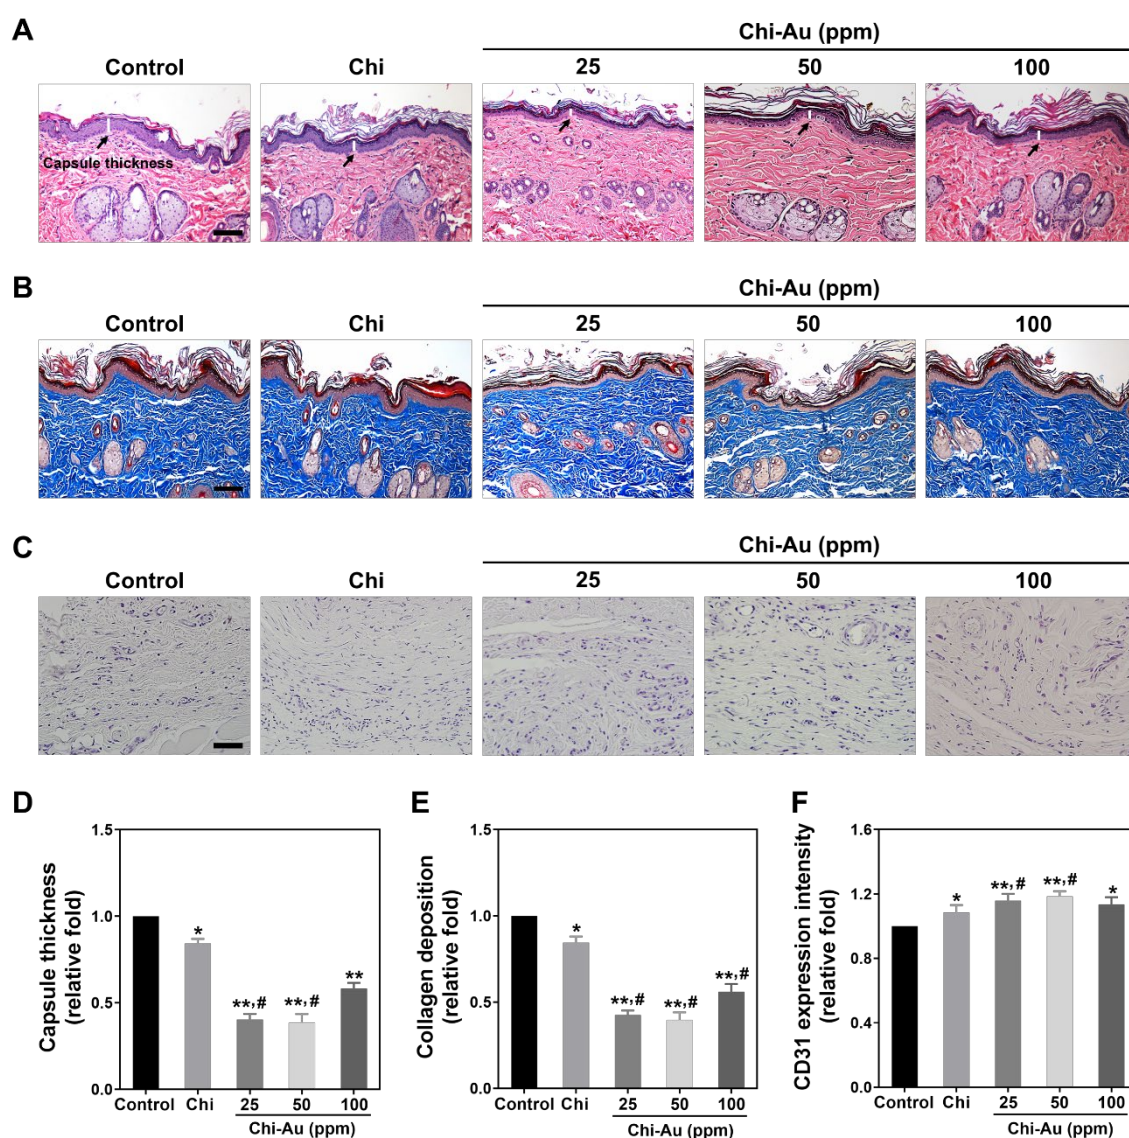 A
Chi-Au (ppm)
Control Chi 25 50 100
Capsule thickness
B
Chi-Au (ppm)
Control Chi 25 50 100
C
Chi-Au (ppm)
Control Chi 25 50 100
D
Capsule thickness
(relative fold)
1.5
1.0
0.5
0.0
*
**,#
**,#
**
Control Chi 25 50 100
Chi-Au (ppm)
E
Collagen deposition
(relative fold)
1.5
1.0
0.5
0.0
*
**,#
**,#
**,#
Control Chi 25 50 100
Chi-Au (ppm)
F
CD31 expression intensity
(relative fold)
1.6
1.2
0.8
0.4
0.0
*
**,#
**,#
*
Control Chi 25 50 100
Chi-Au (ppm)